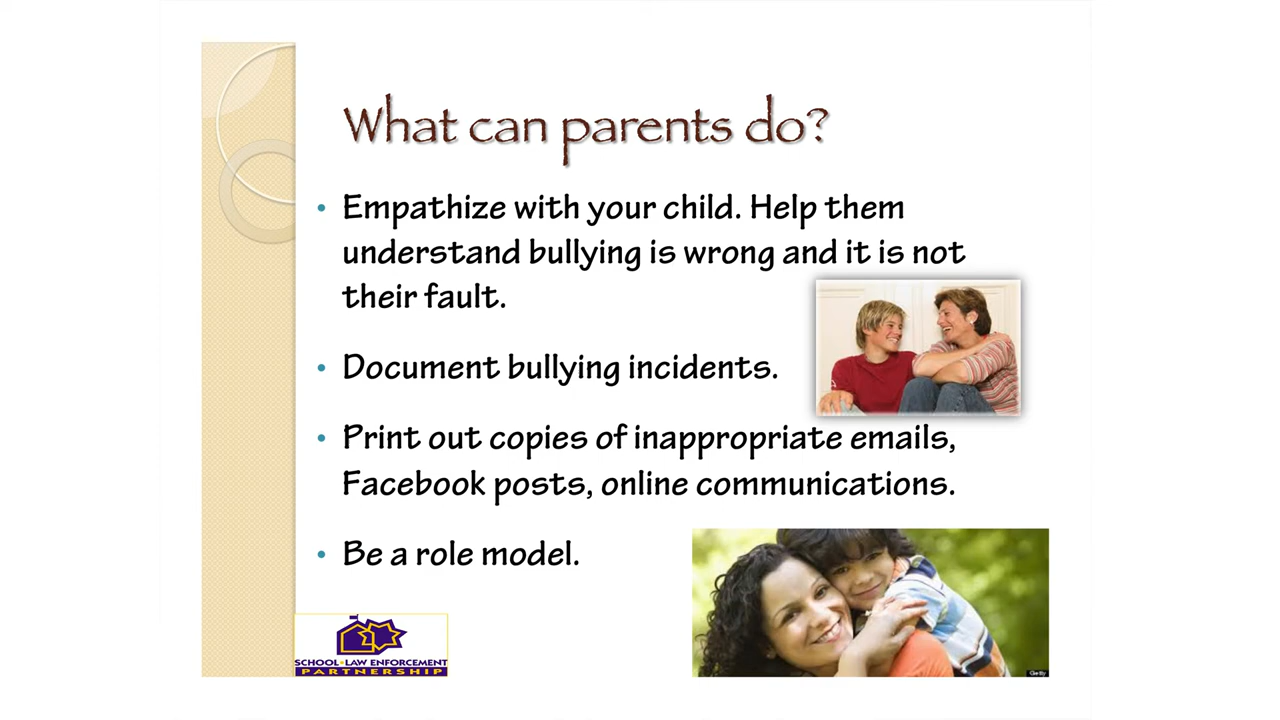 What can parents do?
• Empathize with your child. Help them
understand bullying is wrong and it is not
their fault.
• Document bullying incidents.
• Print out copies of inappropriate emails,
Facebook posts, online communications.
• Be a role model.
SCHOOL•LAW ENFORCEMENT
PARTNERSHIP
Getty